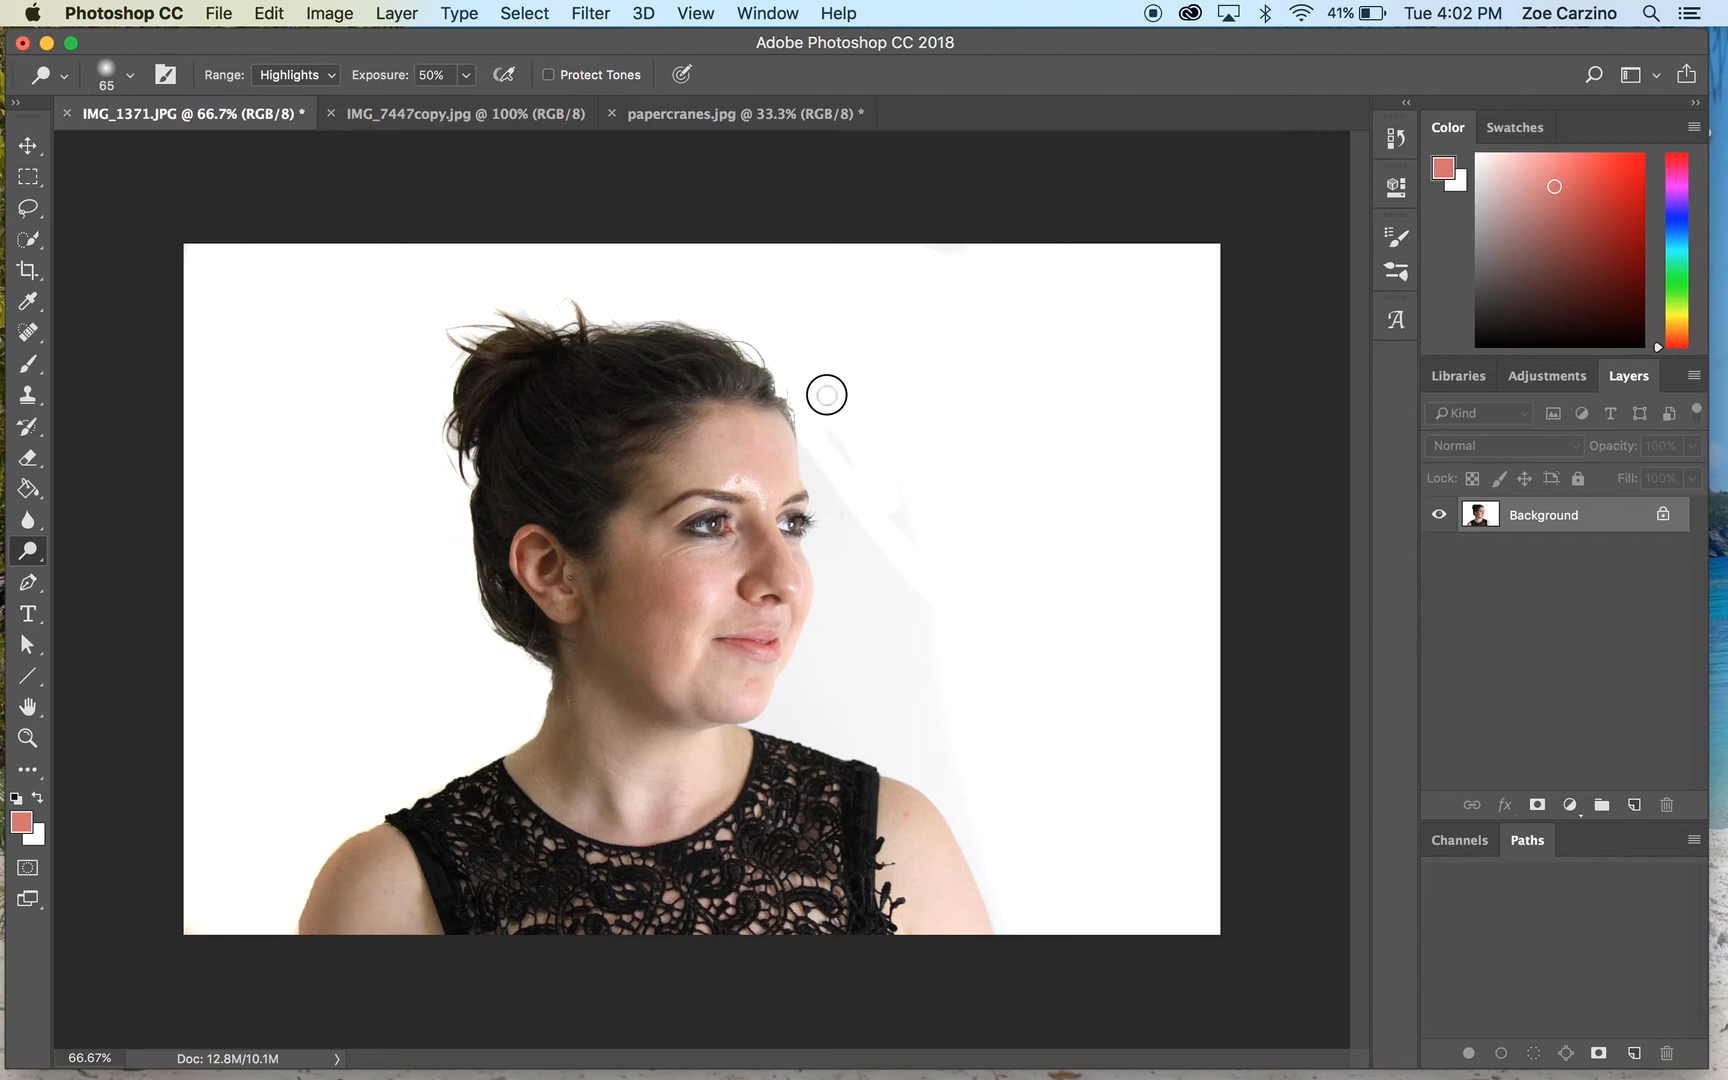 Photoshop CC File Edit Image Layer Type Select Filter 3D View Window Help 41% Tue 4:02 PM Zoe Carzino
Adobe Photoshop CC 2018
65 Range: Highlights Exposure: 50% Protect Tones
IMG_1371.JPG @ 66.7% (RGB/8) * IMG_7447copy.jpg @ 100% (RGB/8) papercranes.jpg @ 33.3% (RGB/8) *
Color Swatches
Libraries Adjustments Layers
Kind
Normal Opacity: 100%
Lock: Fill: 100%
Background
Channels Paths
66.67% Doc: 12.8M/10.1M